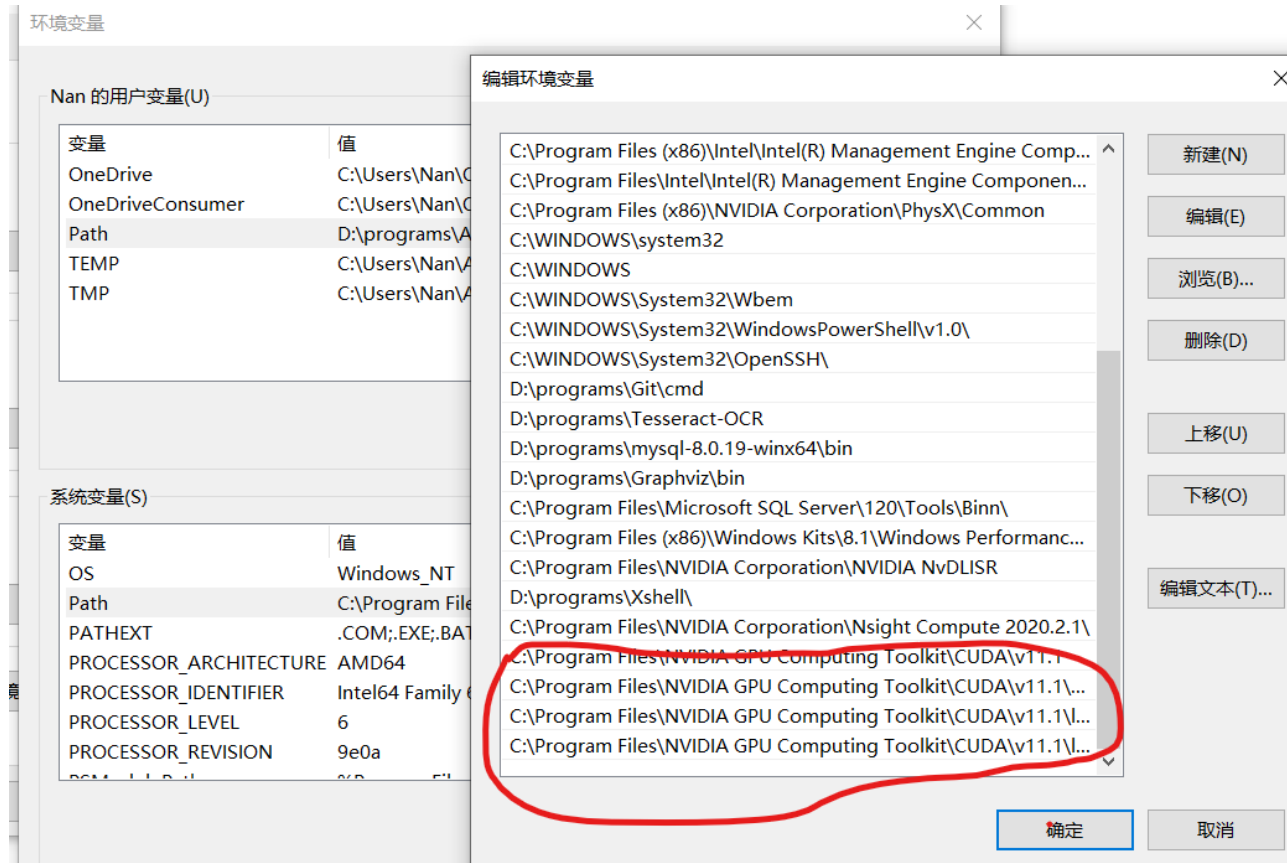 环境变量
Nan 的用户变量(U)
变量 值
OneDrive C:\Users\Nan\
OneDriveConsumer C:\Users\Nan\
Path D:\programs\A
TEMP C:\Users\Nan\
TMP C:\Users\Nan\
系统变量(S)
变量 值
OS Windows_NT
Path C:\Program File
PATHEXT .COM;.EXE;.BAT
PROCESSOR_ARCHITECTURE AMD64
PROCESSOR_IDENTIFIER Intel64 Family
PROCESSOR_LEVEL 6
PROCESSOR_REVISION 9e0a
编辑环境变量
C:\Program Files (x86)\Intel\Intel(R) Management Engine Comp...
C:\Program Files\Intel\Intel(R) Management Engine Componen...
C:\Program Files (x86)\NVIDIA Corporation\PhysX\Common
C:\WINDOWS\system32
C:\WINDOWS
C:\WINDOWS\System32\Wbem
C:\WINDOWS\System32\WindowsPowerShell\v1.0\
C:\WINDOWS\System32\OpenSSH\
D:\programs\Git\cmd
D:\programs\Tesseract-OCR
D:\programs\mysql-8.0.19-winx64\bin
D:\programs\Graphviz\bin
C:\Program Files\Microsoft SQL Server\120\Tools\Binn\
C:\Program Files (x86)\Windows Kits\8.1\Windows Performanc...
C:\Program Files\NVIDIA Corporation\NVIDIA NvDLISR
D:\programs\Xshell\
C:\Program Files\NVIDIA Corporation\Nsight Compute 2020.2.1\
C:\Program Files\NVIDIA GPU Computing Toolkit\CUDA\v11.1
C:\Program Files\NVIDIA GPU Computing Toolkit\CUDA\v11.1\...
C:\Program Files\NVIDIA GPU Computing Toolkit\CUDA\v11.1\l...
C:\Program Files\NVIDIA GPU Computing Toolkit\CUDA\v11.1\l...
新建(N)
编辑(E)
浏览(B)...
删除(D)
上移(U)
下移(O)
编辑文本(T)...
确定
取消